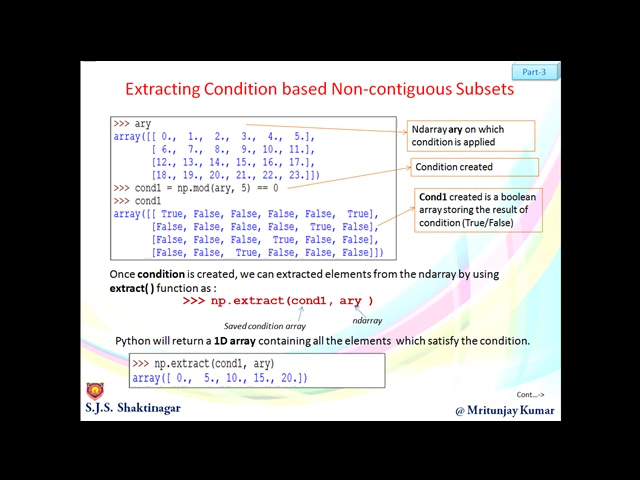 Part-3
Extracting Condition based Non-contiguous Subsets
>>> ary
array([[ 0., 1., 2., 3., 4., 5.],
[ 6., 7., 8., 9., 10., 11.],
[12., 13., 14., 15., 16., 17.],
[18., 19., 20., 21., 22., 23.]])
>>> cond1 = np.mod(ary, 5) == 0
>>> cond1
array([[ True, False, False, False, False, True],
[False, False, False, False, True, False],
[False, False, False, True, False, False],
[False, False, True, False, False, False]])
Ndarray ary on which
condition is applied
Condition created
Cond1 created is a boolean
array storing the result of
condition (True/False)
Once condition is created, we can extracted elements from the ndarray by using
extract( ) function as :
>>> np.extract(cond1, ary )
Saved condition array
ndarray
Python will return a 1D array containing all the elements which satisfy the condition.
>>> np.extract(cond1, ary)
array([ 0., 5., 10., 15., 20.])
Cont...->
S.J.S. Shaktinagar
@ Mritunjay Kumar